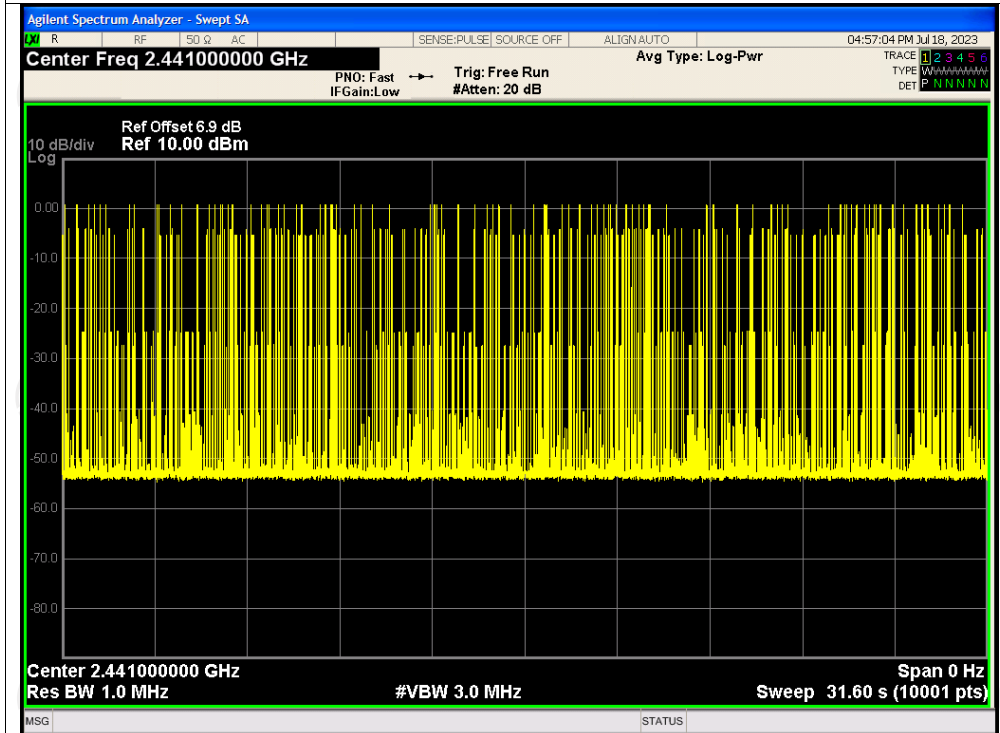 Agilent Spectrum Analyzer - Swept SA
LXI R RF 50 Ω AC SENSE:PULSE SOURCE OFF ALIGN AUTO 04:57:04 PM Jul 18, 2023
Center Freq 2.441000000 GHz Avg Type: Log-Pwr TRACE 1 2 3 4 5 6
PNO: Fast Trig: Free Run TYPE W
IFGain:Low #Atten: 20 dB DET P N N N N N
Ref Offset 6.9 dB
10 dB/div Ref 10.00 dBm
Log
0.00
-10.0
-20.0
-30.0
-40.0
-50.0
-60.0
-70.0
-80.0
Center 2.441000000 GHz Span 0 Hz
Res BW 1.0 MHz #VBW 3.0 MHz Sweep 31.60 s (10001 pts)
MSG STATUS